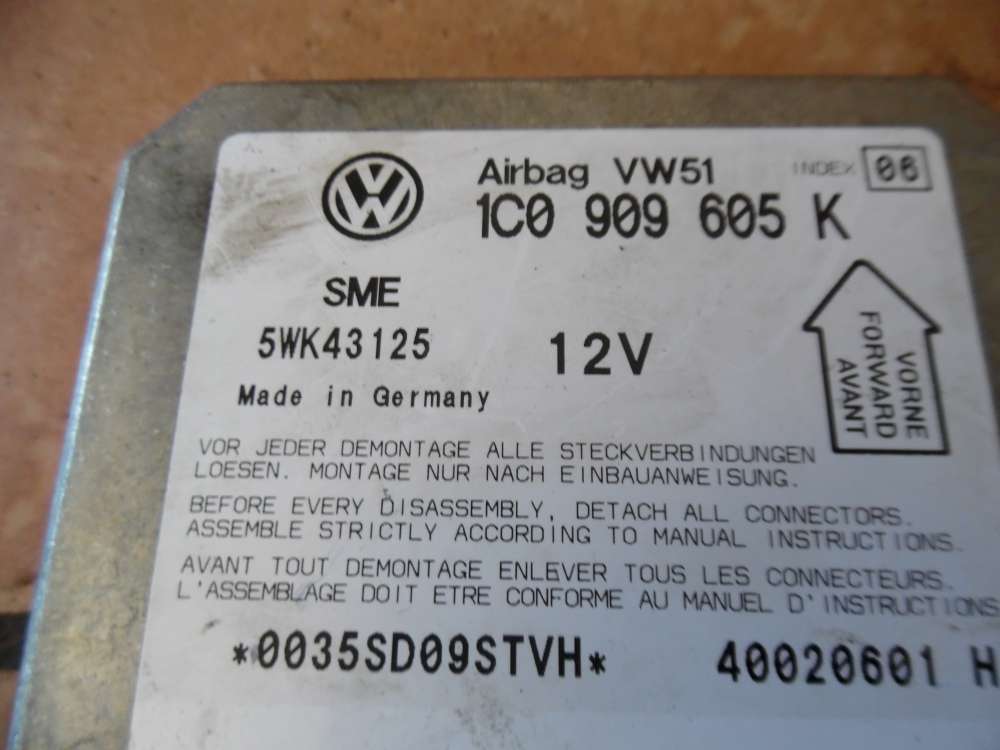 Airbag VW51 INDEX 06
1C0 909 605 K
SME
5WK43125
12V
Made in Germany
VORNE
FORWARD
AVANT
VOR JEDER DEMONTAGE ALLE STECKVERBINDUNGEN
LOESEN. MONTAGE NUR NACH EINBAUANWEISUNG.
BEFORE EVERY DISASSEMBLY, DETACH ALL CONNECTORS.
ASSEMBLE STRICTLY ACCORDING TO MANUAL INSTRUCTIONS.
AVANT TOUT DEMONTAGE ENLEVER TOUS LES CONNECTEURS.
L'ASSEMBLAGE DOIT ETRE CONFORME AU MANUEL D'INSTRUCTIONS
*0035SD09STVH* 40020601 H